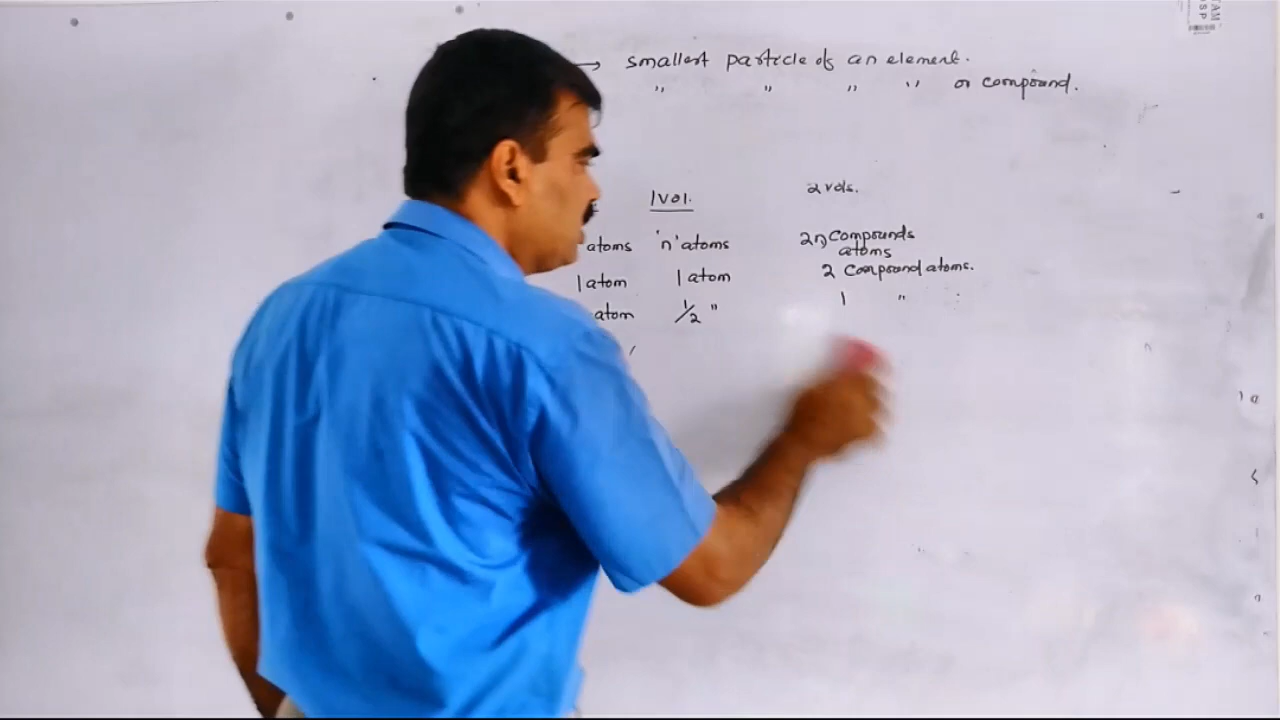 → smallest particle of an element.
" " " " or compound.
1 vol. 2 vols.
atoms 'n' atoms 2n Compounds
atoms
1 atom 1 atom 2 Compound atoms.
atom 1/2 " 1 "